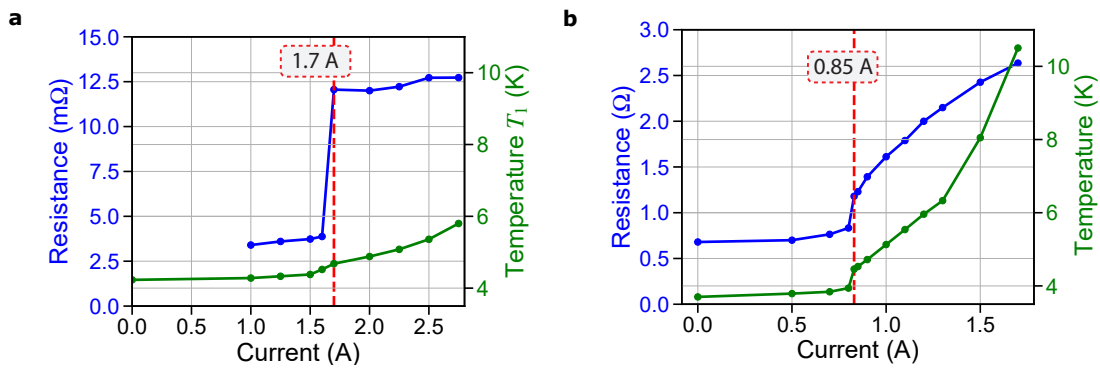 a
15.0
12.5
10.0
7.5
5.0
2.5
0.0
Resistance (mΩ)
1.7 A
10
8
6
4
Temperature T₁ (K)
0.0 0.5 1.0 1.5 2.0 2.5
Current (A)
b
3.0
2.5
2.0
1.5
1.0
0.5
0.0
Resistance (Ω)
0.85 A
10
8
6
4
Temperature (K)
0.0 0.5 1.0 1.5
Current (A)